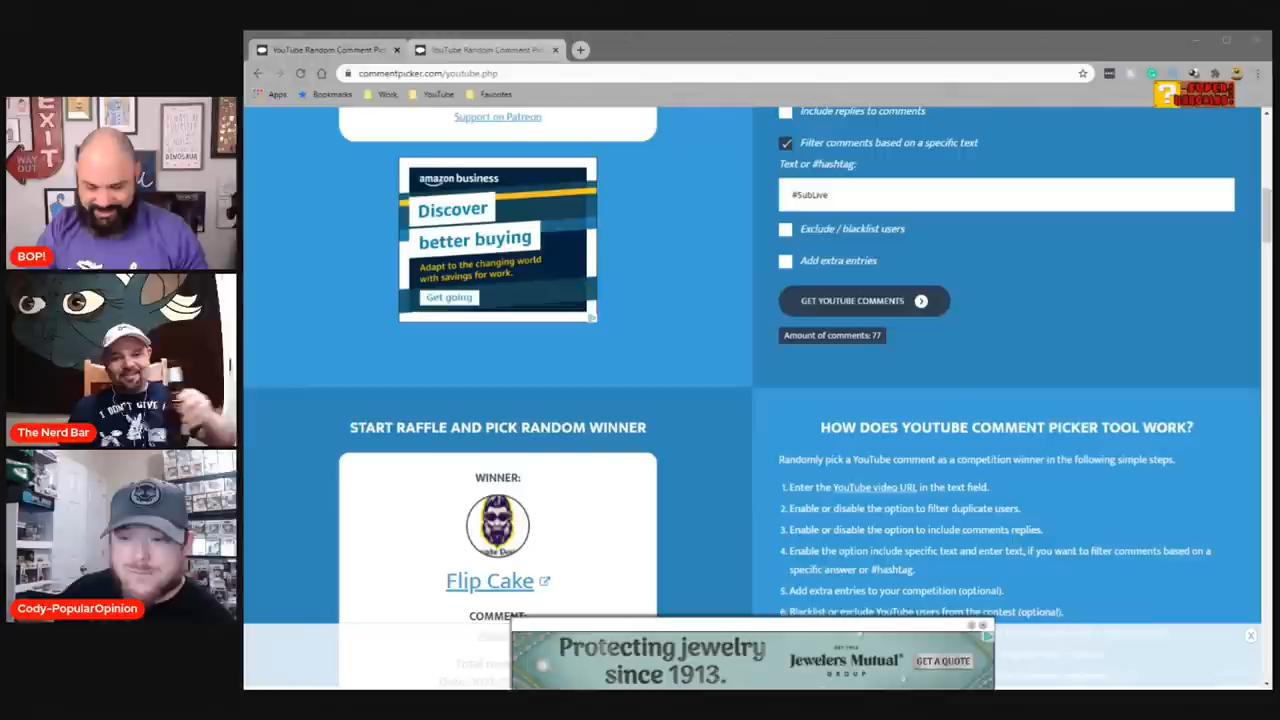 YouTube Random Comment Pic
YouTube Random Comment Pic
commentpicker.com/youtube.php
Apps
Bookmarks
Work
YouTube
Favorites
EXIT
WAY OUT
DINOSAUR
BOP!
I DON'T GIVE
The Nerd Bar
Cody-PopularOpinion
Support on Patreon
amazon business
Discover
better buying
Adapt to the changing world
with savings for work.
Get going
Include replies to comments
Filter comments based on a specific text
Text or #hashtag:
#SubLive
Exclude / blacklist users
Add extra entries
GET YOUTUBE COMMENTS
Amount of comments: 77
START RAFFLE AND PICK RANDOM WINNER
WINNER:
Flip Cake
COMMENT:
HOW DOES YOUTUBE COMMENT PICKER TOOL WORK?
Randomly pick a YouTube comment as a competition winner in the following simple steps.
1. Enter the YouTube video URL in the text field.
2. Enable or disable the option to filter duplicate users.
3. Enable or disable the option to include comments replies.
4. Enable the option include specific text and enter text, if you want to filter comments based on a
specific answer or #hashtag.
5. Add extra entries to your competition (optional).
6. Blacklist or exclude YouTube users from the contest (optional).
Protecting jewelry
since 1913.
Jewelers Mutual
GROUP
GET A QUOTE